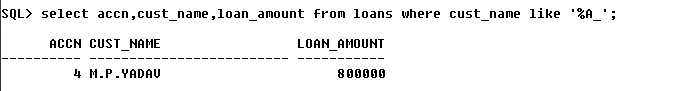 SQL> select accn,cust_name,loan_amount from loans where cust_name like '%A_';
ACCN CUST_NAME LOAN_AMOUNT
---------- ------------------------- -----------
4 M.P.YADAV 800000